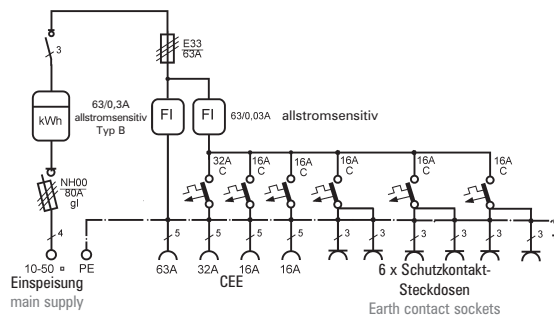 3
E33
63A
kWh
63/0,3A
allstromsensitiv
Typ B
FI
FI
63/0,03A
allstromsensitiv
NH00
80A
gl
32A
C
16A
C
16A
C
16A
C
16A
C
16A
C
4
5
5
5
5
3
3
3
3
3
3
10-50
PE
63A
32A
16A
16A
CEE
Einspeisung
main supply
6 x Schutzkontakt-
Steckdosen
Earth contact sockets